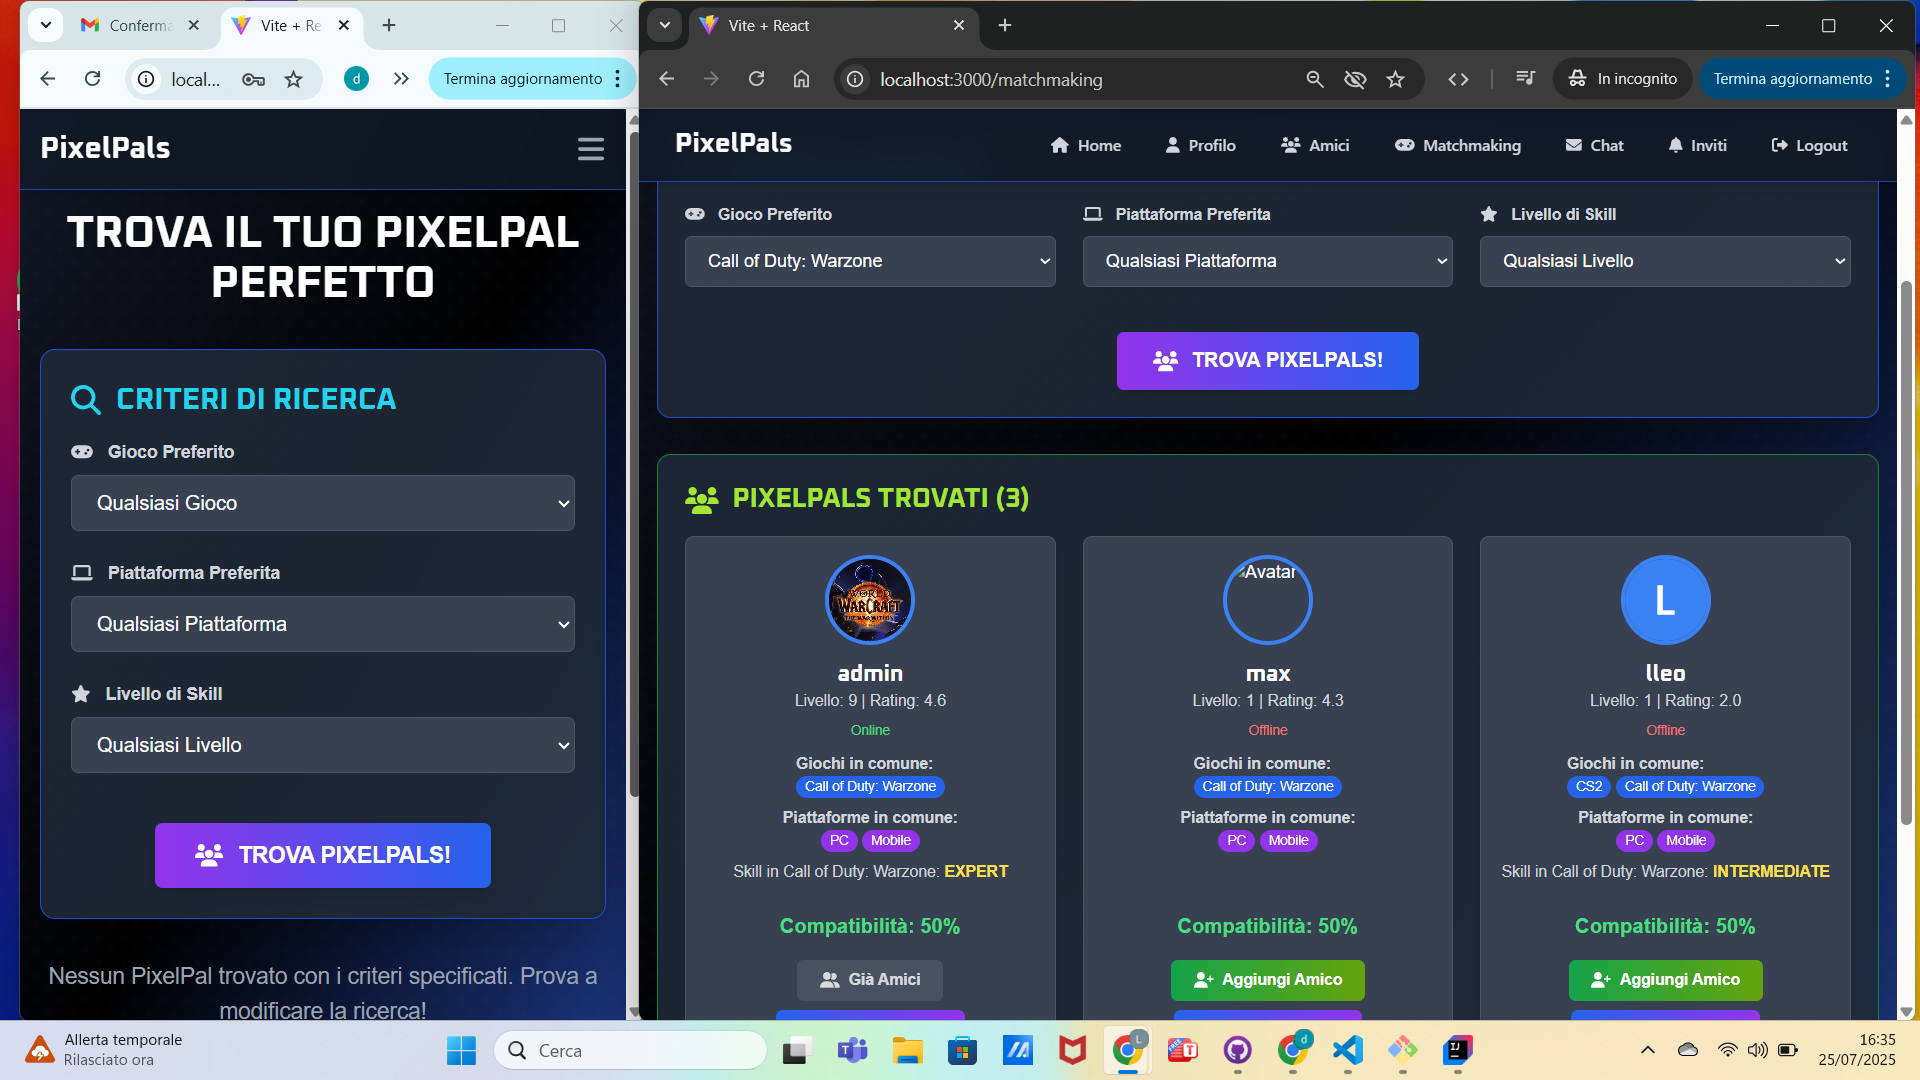 Conferma
Vite + Re
local...
d
Termina aggiornamento
PixelPals
TROVA IL TUO PIXELPAL
PERFETTO
CRITERI DI RICERCA
Gioco Preferito
Qualsiasi Gioco
Piattaforma Preferita
Qualsiasi Piattaforma
Livello di Skill
Qualsiasi Livello
TROVA PIXELPALS!
Nessun PixelPal trovato con i criteri specificati. Prova a
modificare la ricerca!
Vite + React
localhost:3000/matchmaking
In incognito
Termina aggiornamento
PixelPals
Home
Profilo
Amici
Matchmaking
Chat
Inviti
Logout
Gioco Preferito
Piattaforma Preferita
Livello di Skill
Call of Duty: Warzone
Qualsiasi Piattaforma
Qualsiasi Livello
TROVA PIXELPALS!
PIXELPALS TROVATI (3)
WORLD
WARCRAFT
admin
Livello: 9 | Rating: 4.6
Online
Giochi in comune:
Call of Duty: Warzone
Piattaforme in comune:
PC
Mobile
Skill in Call of Duty: Warzone: EXPERT
Compatibilità: 50%
Già Amici
Avatar
max
Livello: 1 | Rating: 4.3
Offline
Giochi in comune:
Call of Duty: Warzone
Piattaforme in comune:
PC
Mobile
Compatibilità: 50%
Aggiungi Amico
L
lleo
Livello: 1 | Rating: 2.0
Offline
Giochi in comune:
CS2
Call of Duty: Warzone
Piattaforme in comune:
PC
Mobile
Skill in Call of Duty: Warzone: INTERMEDIATE
Compatibilità: 50%
Aggiungi Amico
Allerta temporale
Rilasciato ora
Cerca
L
FREE
T
d
IJ
16:35
25/07/2025